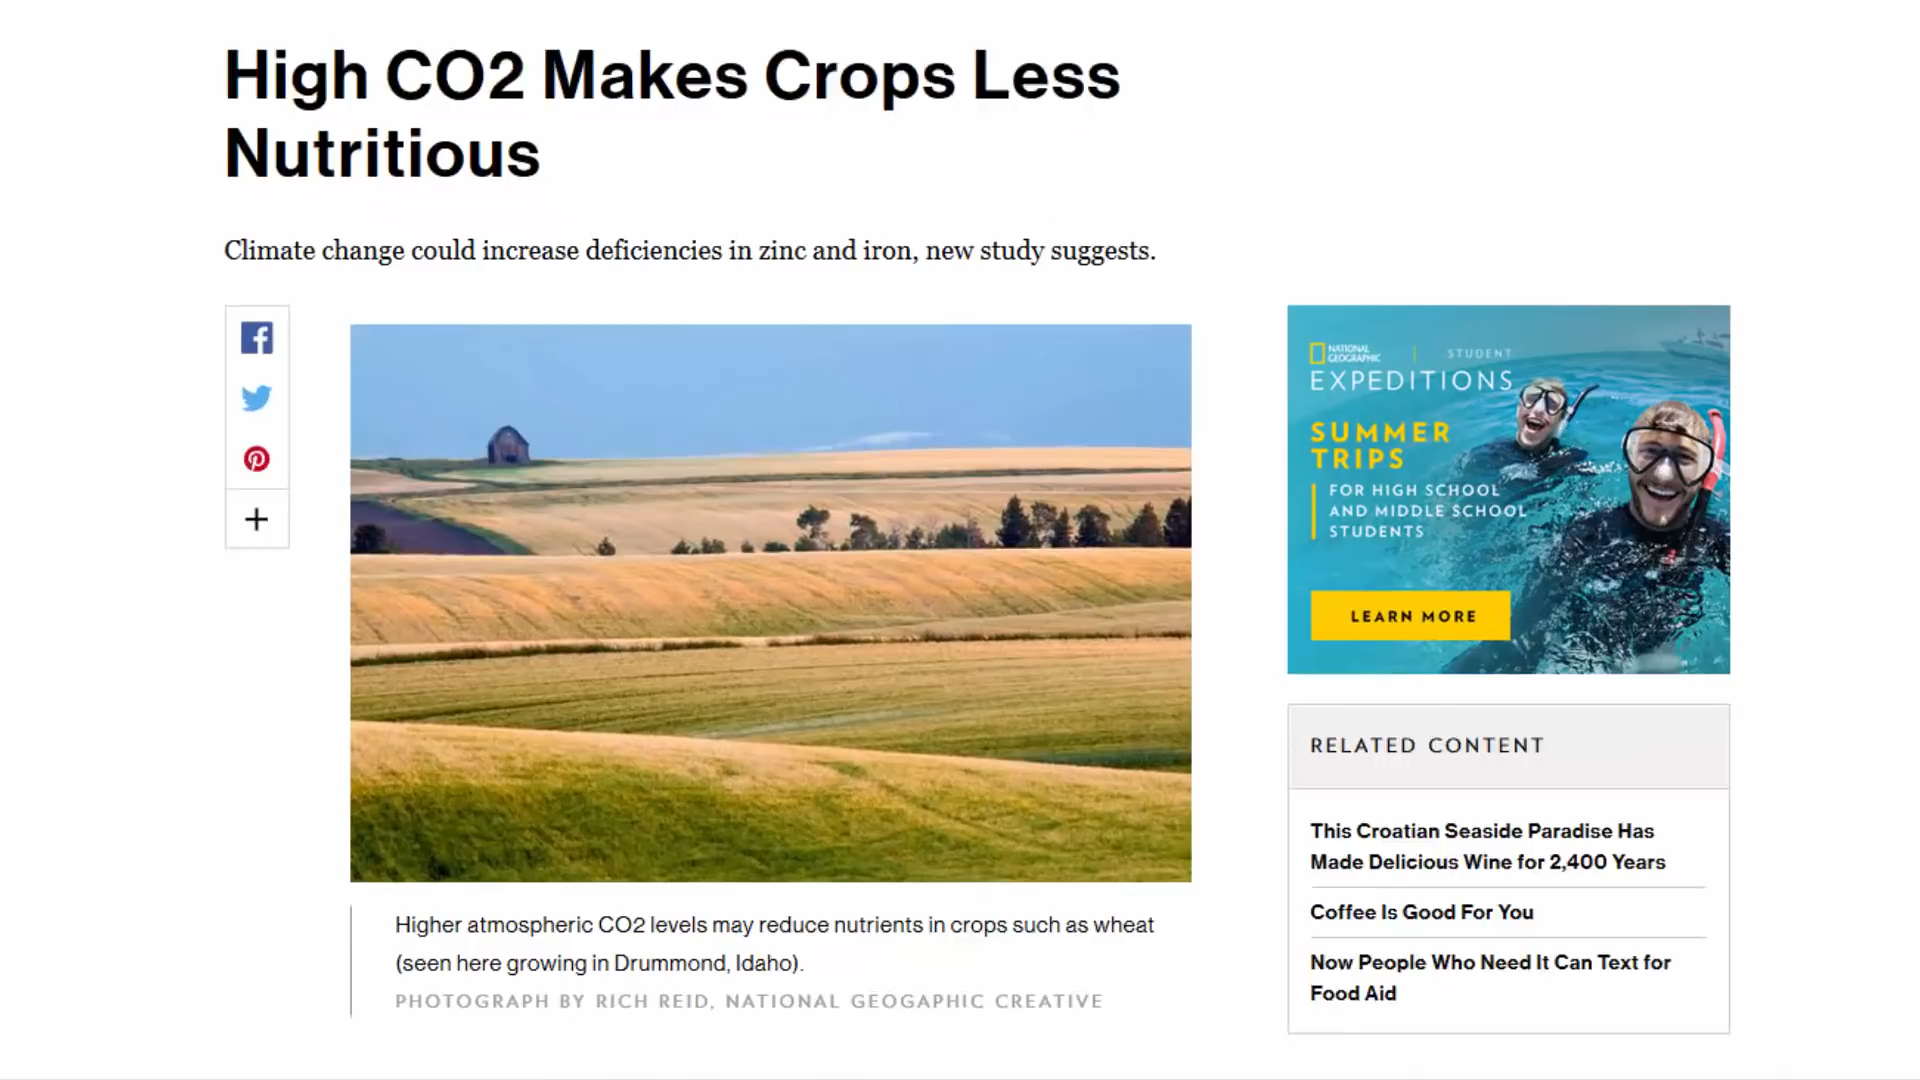 High CO2 Makes Crops Less
Nutritious
Climate change could increase deficiencies in zinc and iron, new study suggests.
NATIONAL
GEOGRAPHIC
STUDENT
EXPEDITIONS
SUMMER
TRIPS
FOR HIGH SCHOOL
AND MIDDLE SCHOOL
STUDENTS
LEARN MORE
RELATED CONTENT
This Croatian Seaside Paradise Has
Made Delicious Wine for 2,400 Years
Coffee Is Good For You
Now People Who Need It Can Text for
Food Aid
Higher atmospheric CO2 levels may reduce nutrients in crops such as wheat
(seen here growing in Drummond, Idaho).
PHOTOGRAPH BY RICH REID, NATIONAL GEOGAPHIC CREATIVE